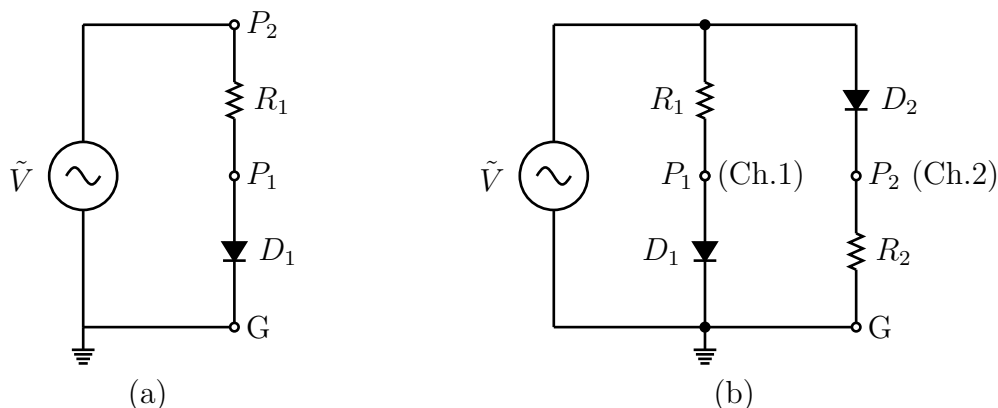 P₂
R₁
Ṽ
P₁
D₁
G
(a)
R₁
D₂
Ṽ
P₁ (Ch.1)
P₂ (Ch.2)
D₁
R₂
G
(b)